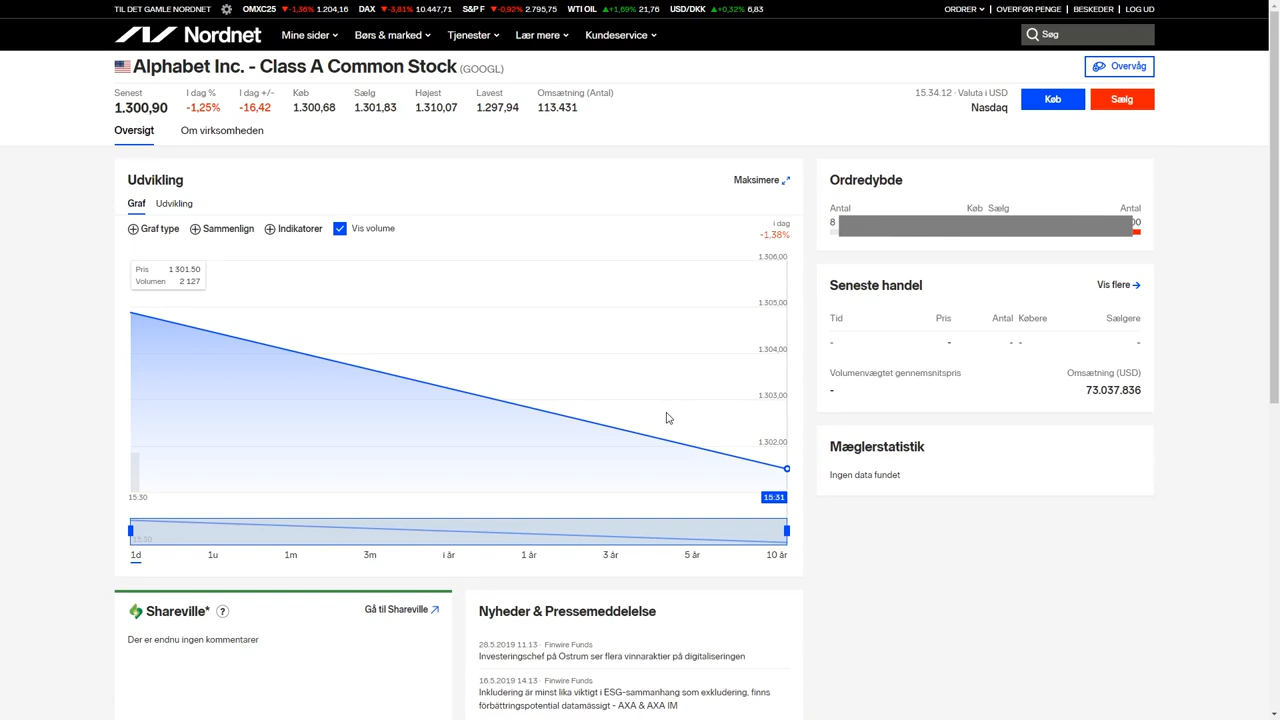 TIL DET GAMLE NORDNET OMXC25 ▼-1,36% 1.204,16 DAX ▼-3,81% 10.447,71 S&P F ▼-0,92% 2.795,75 WTI OIL ▲+1,69% 21,76 USD/DKK ▲+0,32% 6,83 ORDRER OVERFØR PENGE BESKEDER LOG UD
Nordnet Mine sider Børs & marked Tjenester Lær mere Kundeservice Søg
Alphabet Inc. - Class A Common Stock (GOOGL) Overvåg
Senest I dag % I dag +/- Køb Sælg Højest Lavest Omsætning (Antal) 15.34.12 · Valuta i USD
1.300,90 -1,25% -16,42 1.300,68 1.301,83 1.310,07 1.297,94 113.431 Nasdaq Køb Sælg
Oversigt Om virksomheden
Udvikling Maksimere
Graf Udvikling
Graf type Sammenlign Indikatorer Vis volume
i dag
-1,38%
1.306,00
Pris 1 301.50
Volumen 2 127
1.305,00
1.304,00
1.303,00
1.302,00
15:30 15:31
15:30
1d 1u 1m 3m i år 1 år 3 år 5 år 10 år
Ordredybde
Antal Køb Sælg Antal
8 00
Seneste handel Vis flere
Tid Pris Antal Købere Sælgere
- - - - -
Volumenvægtet gennemsnitspris Omsætning (USD)
- 73.037.836
Mæglerstatistik
Ingen data fundet
Shareville* ? Gå til Shareville
Der er endnu ingen kommentarer
Nyheder & Pressemeddelelse
28.5.2019 11.13 · Finwire Funds
Investeringschef på Ostrum ser flera vinnaraktier på digitaliseringen
16.5.2019 14.13 · Finwire Funds
Inkludering är minst lika viktigt i ESG-sammanhang som exkludering, finns
förbättringspotential datamässigt - AXA & AXA IM